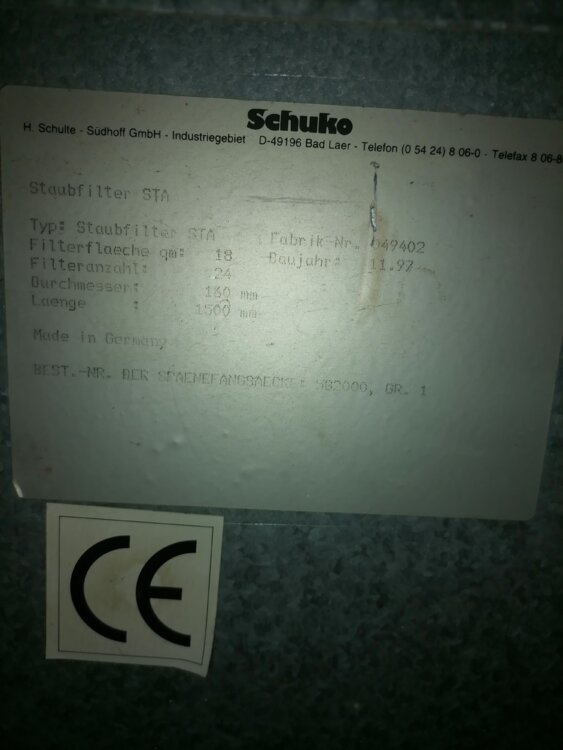 Schuko
H. Schulte - Südhoff GmbH - Industriegebiet D-49196 Bad Laer - Telefon (0 54 24) 8 06-0 - Telefax 8 06-8
Staubfilter STA
Typ: Staubfilter STA Fabrik-Nr. 049402
Filterflaeche qm: 18 Baujahr: 11.97
Filteranzahl: 24
Durchmesser: 160 mm
Laenge : 1500 mm
Made in Germany
BEST.-NR. DER SPAENEFANGSAECKE: SB2000, GR. 1
CE